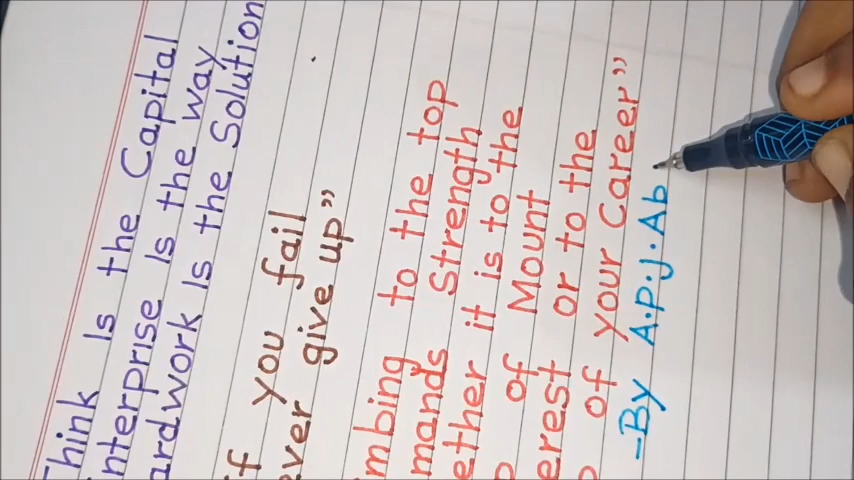 Think Is the Capital
nterprise Is the way
ardwork Is the Solution
If you fail
ever give up"
mbing to the top
mands Strength
ether it is to the
of Mount
erest or to the
of your Career"
-By A.P.J.Ab